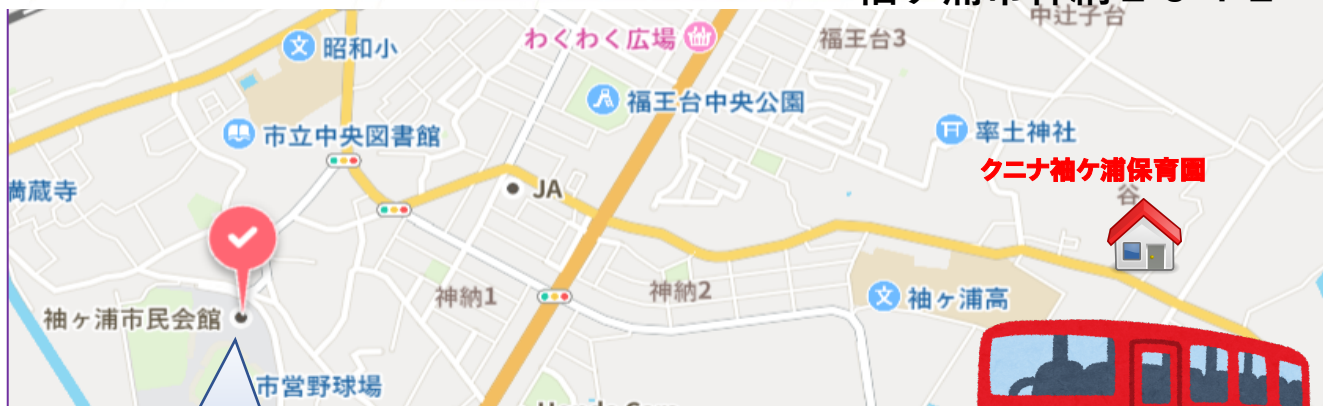 中辻子台
昭和小
わくわく広場
福王台3
福王台中央公園
市立中央図書館
率土神社
クニナ袖ケ浦保育園
満蔵寺
JA
谷
神納1
神納2
袖ヶ浦高
袖ヶ浦市民会館
市営野球場